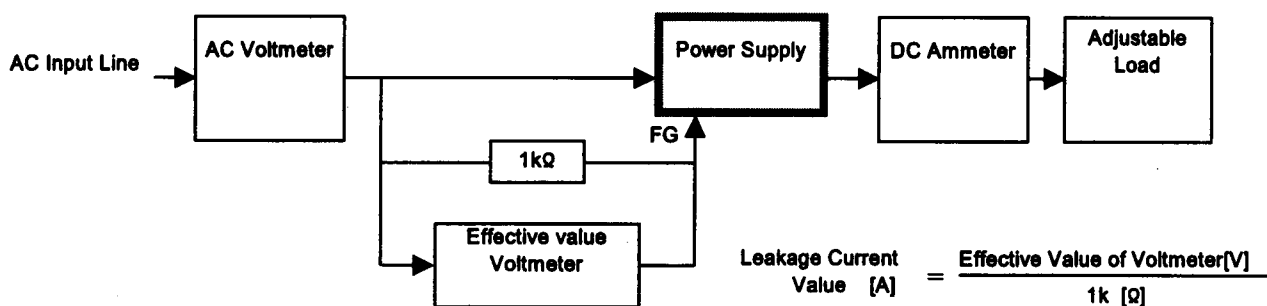 AC Input Line
AC Voltmeter
Power Supply
DC Ammeter
Adjustable
Load
FG
1kΩ
Effective value
Voltmeter
Leakage Current
Value [A]
=
Effective Value of Voltmeter[V]
1k [Ω]